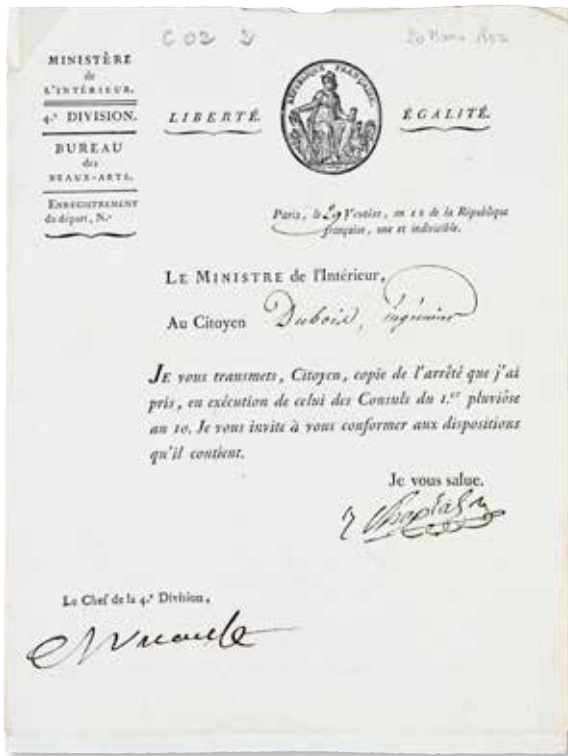 C 02 2
20 Mars 1802
MINISTÈRE
de
L'INTÉRIEUR.
4.e DIVISION.
BUREAU
des
BEAUX-ARTS.
ENREGISTREMENT
du départ, N.o
LIBERTÉ.
RÉPUBLIQUE FRANÇAISE.
ÉGALITÉ.
Paris, le 29 Ventôse, an 10 de la République
française, une et indivisible.
LE MINISTRE de l'Intérieur,
Au Citoyen Dubois, ingénieur
JE vous transmets, Citoyen, copie de l'arrêté que j'ai
pris, en exécution de celui des Consuls du 1.er pluviôse
an 10. Je vous invite à vous conformer aux dispositions
qu'il contient.
Je vous salue.
Chaptal
Le Chef de la 4.e Division,